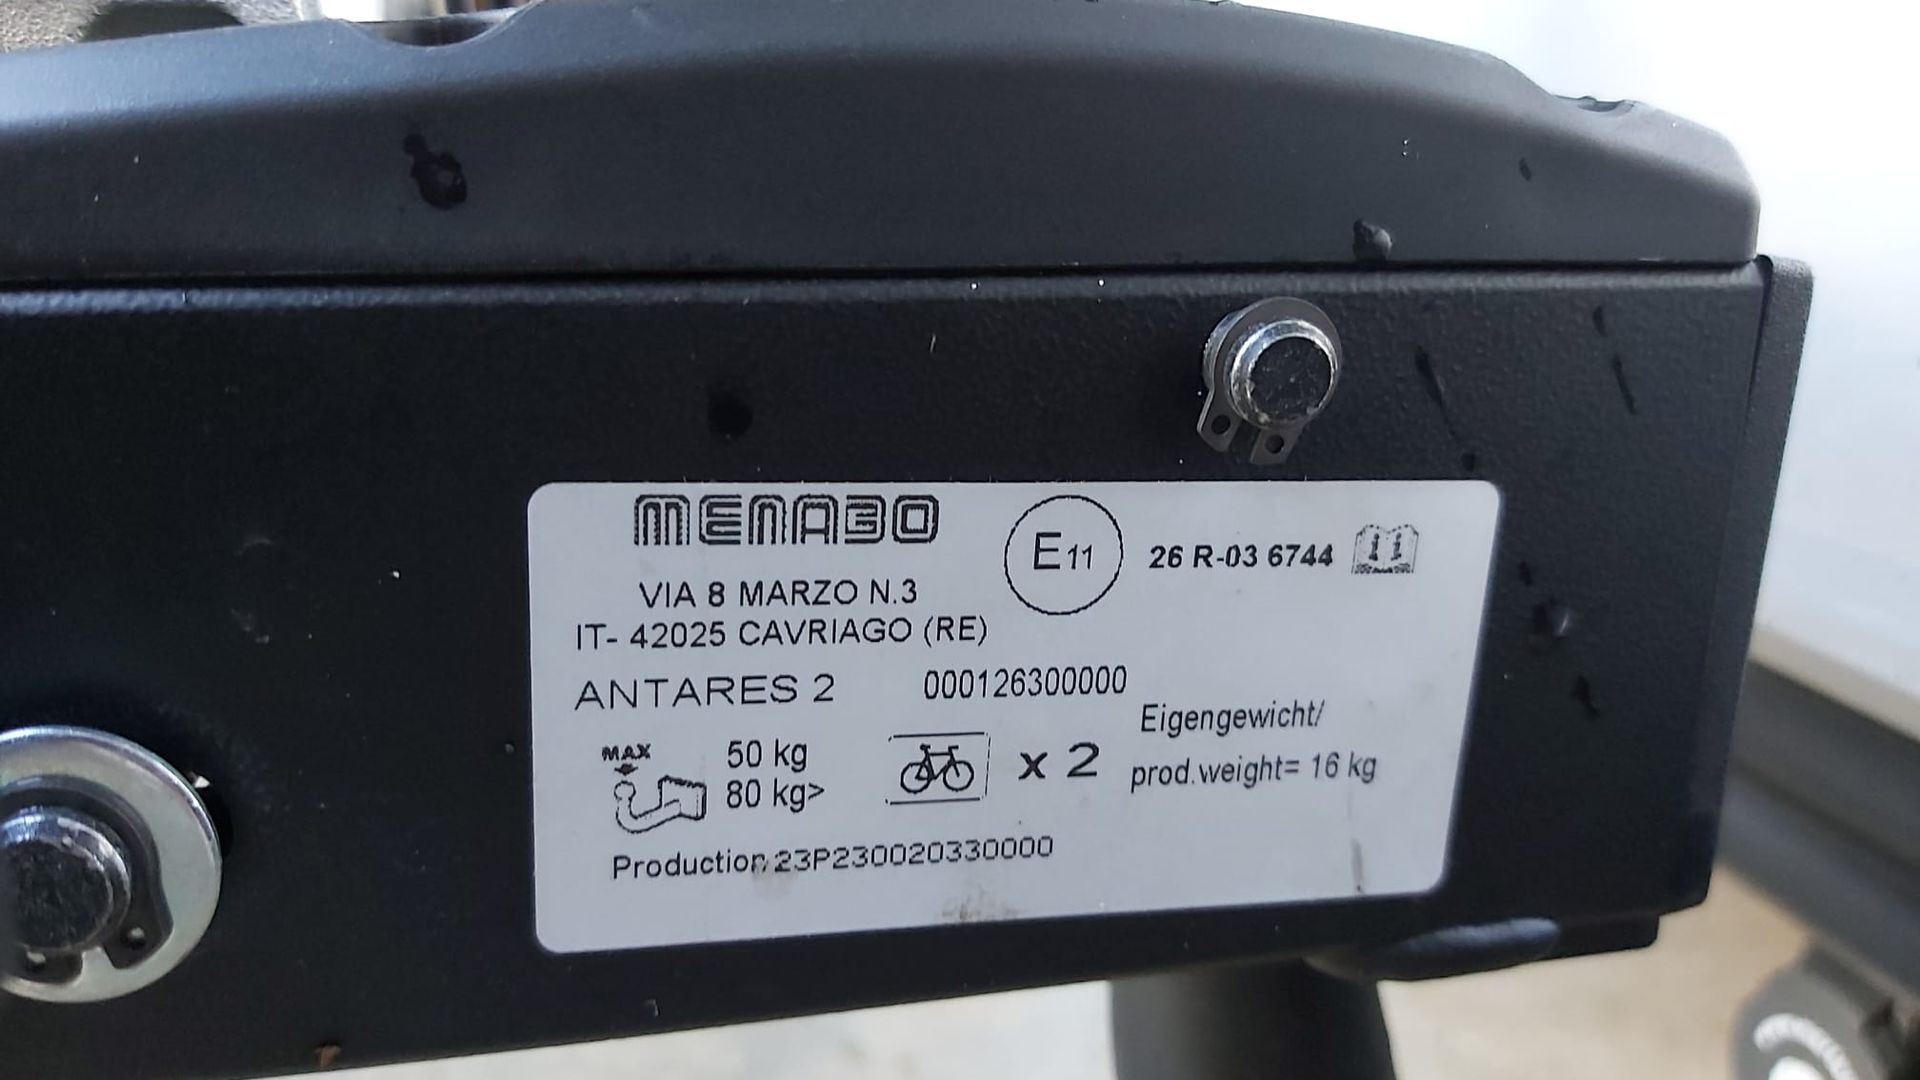 MENABO
E11 26 R-03 6744
VIA 8 MARZO N.3
IT- 42025 CAVRIAGO (RE)
ANTARES 2 000126300000
MAX 50 kg
80 kg>
x 2
Eigengewicht/
prod.weight= 16 kg
Production 23P230020330000